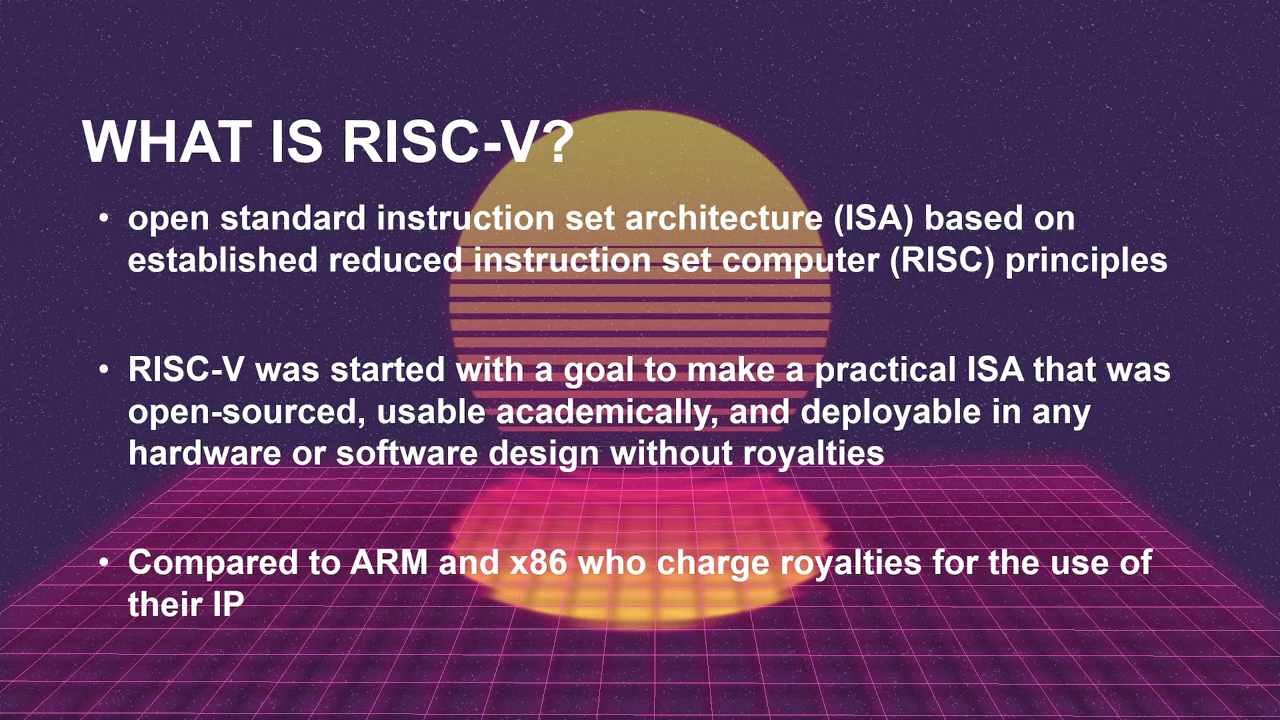 WHAT IS RISC-V?
• open standard instruction set architecture (ISA) based on
established reduced instruction set computer (RISC) principles
• RISC-V was started with a goal to make a practical ISA that was
open-sourced, usable academically, and deployable in any
hardware or software design without royalties
• Compared to ARM and x86 who charge royalties for the use of
their IP